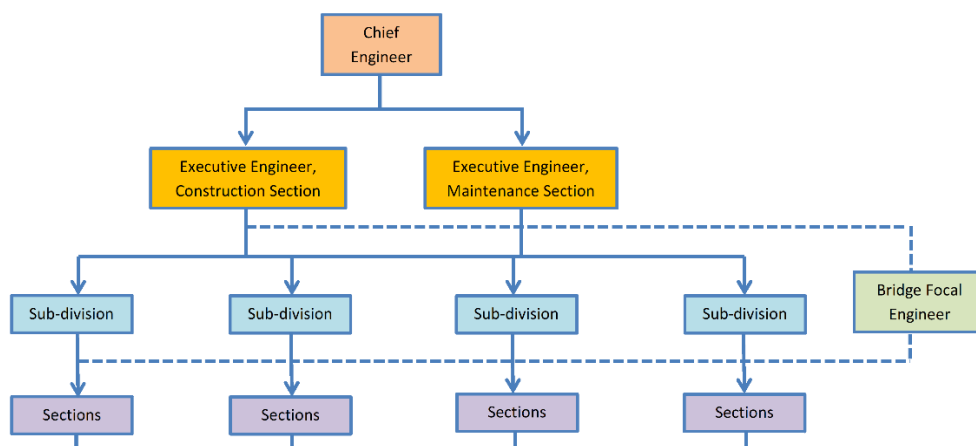 Chief
Engineer
Executive Engineer,
Construction Section
Executive Engineer,
Maintenance Section
Sub-division
Sub-division
Sub-division
Sub-division
Bridge Focal
Engineer
Sections
Sections
Sections
Sections